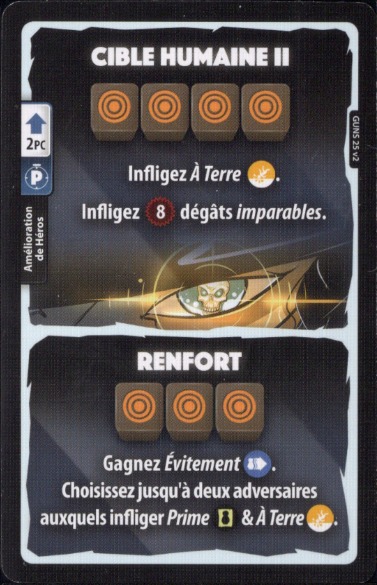 CIBLE HUMAINE II
2PC
P
Amélioration
de Héros
GUNS 25 v2
Infligez À Terre.
Infligez 8 dégâts imparables.
RENFORT
Gagnez Évitement.
Choisissez jusqu'à deux adversaires
auxquels infliger Prime & À Terre.